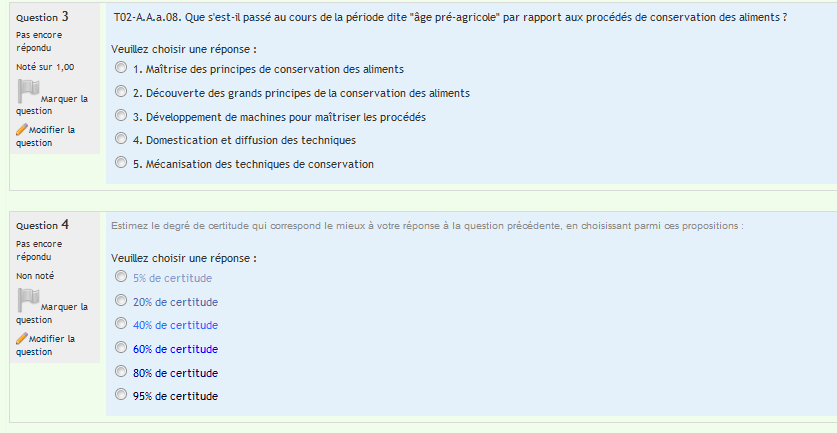 Question 3
Pas encore
répondu
Noté sur 1,00
Marquer la
question
Modifier la
question
T02-A.A.a.08. Que s'est-il passé au cours de la période dite "âge pré-agricole" par rapport aux procédés de conservation des aliments ?
Veuillez choisir une réponse :
1. Maîtrise des principes de conservation des aliments
2. Découverte des grands principes de la conservation des aliments
3. Développement de machines pour maîtriser les procédés
4. Domestication et diffusion des techniques
5. Mécanisation des techniques de conservation
Question 4
Pas encore
répondu
Non noté
Marquer la
question
Modifier la
question
Estimez le degré de certitude qui correspond le mieux à votre réponse à la question précédente, en choisissant parmi ces propositions :
Veuillez choisir une réponse :
5% de certitude
20% de certitude
40% de certitude
60% de certitude
80% de certitude
95% de certitude